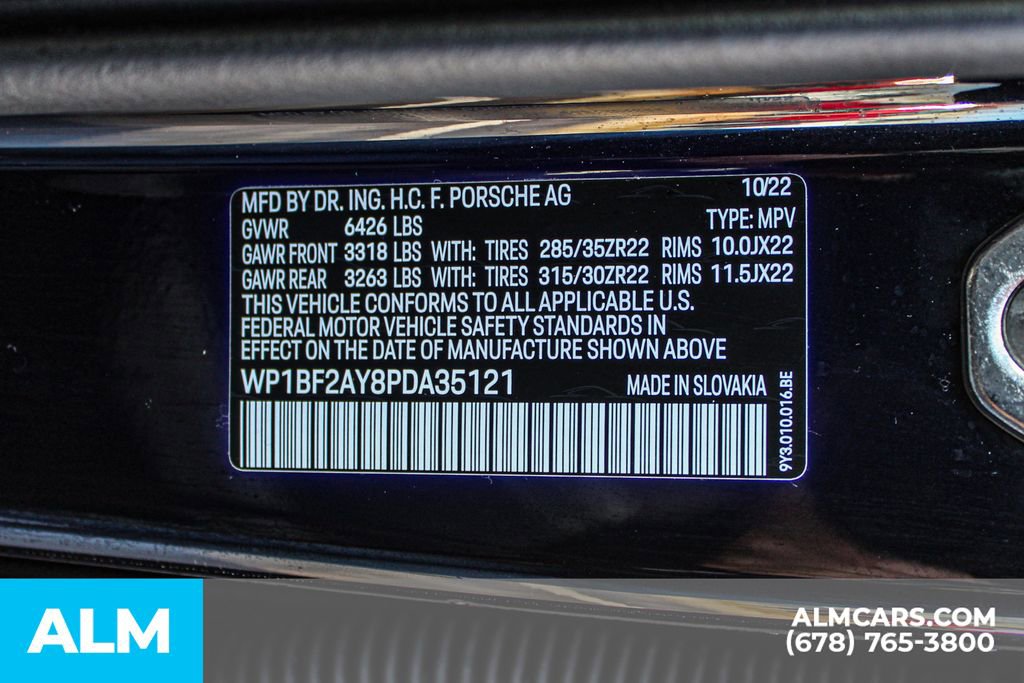 MFD BY DR. ING. H.C. F. PORSCHE AG 10/22
GVWR 6426 LBS TYPE: MPV
GAWR FRONT 3318 LBS WITH: TIRES 285/35ZR22 RIMS 10.0JX22
GAWR REAR 3263 LBS WITH: TIRES 315/30ZR22 RIMS 11.5JX22
THIS VEHICLE CONFORMS TO ALL APPLICABLE U.S.
FEDERAL MOTOR VEHICLE SAFETY STANDARDS IN
EFFECT ON THE DATE OF MANUFACTURE SHOWN ABOVE
WP1BF2AY8PDA35121 MADE IN SLOVAKIA
9Y3.010.016.BE
ALM
ALMCARS.COM
(678) 765-3800